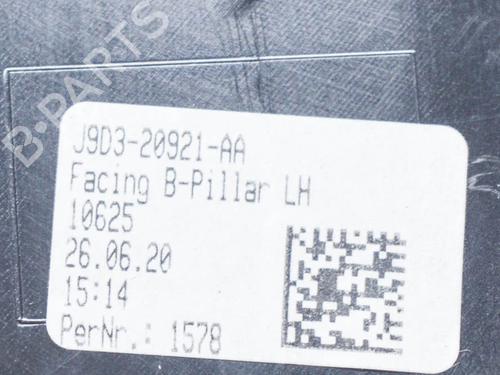 B-PARTS
J9D3-20921-AA
Facing B-Pillar LH
10625
26.06.20
15:14
PerNr.: 1578